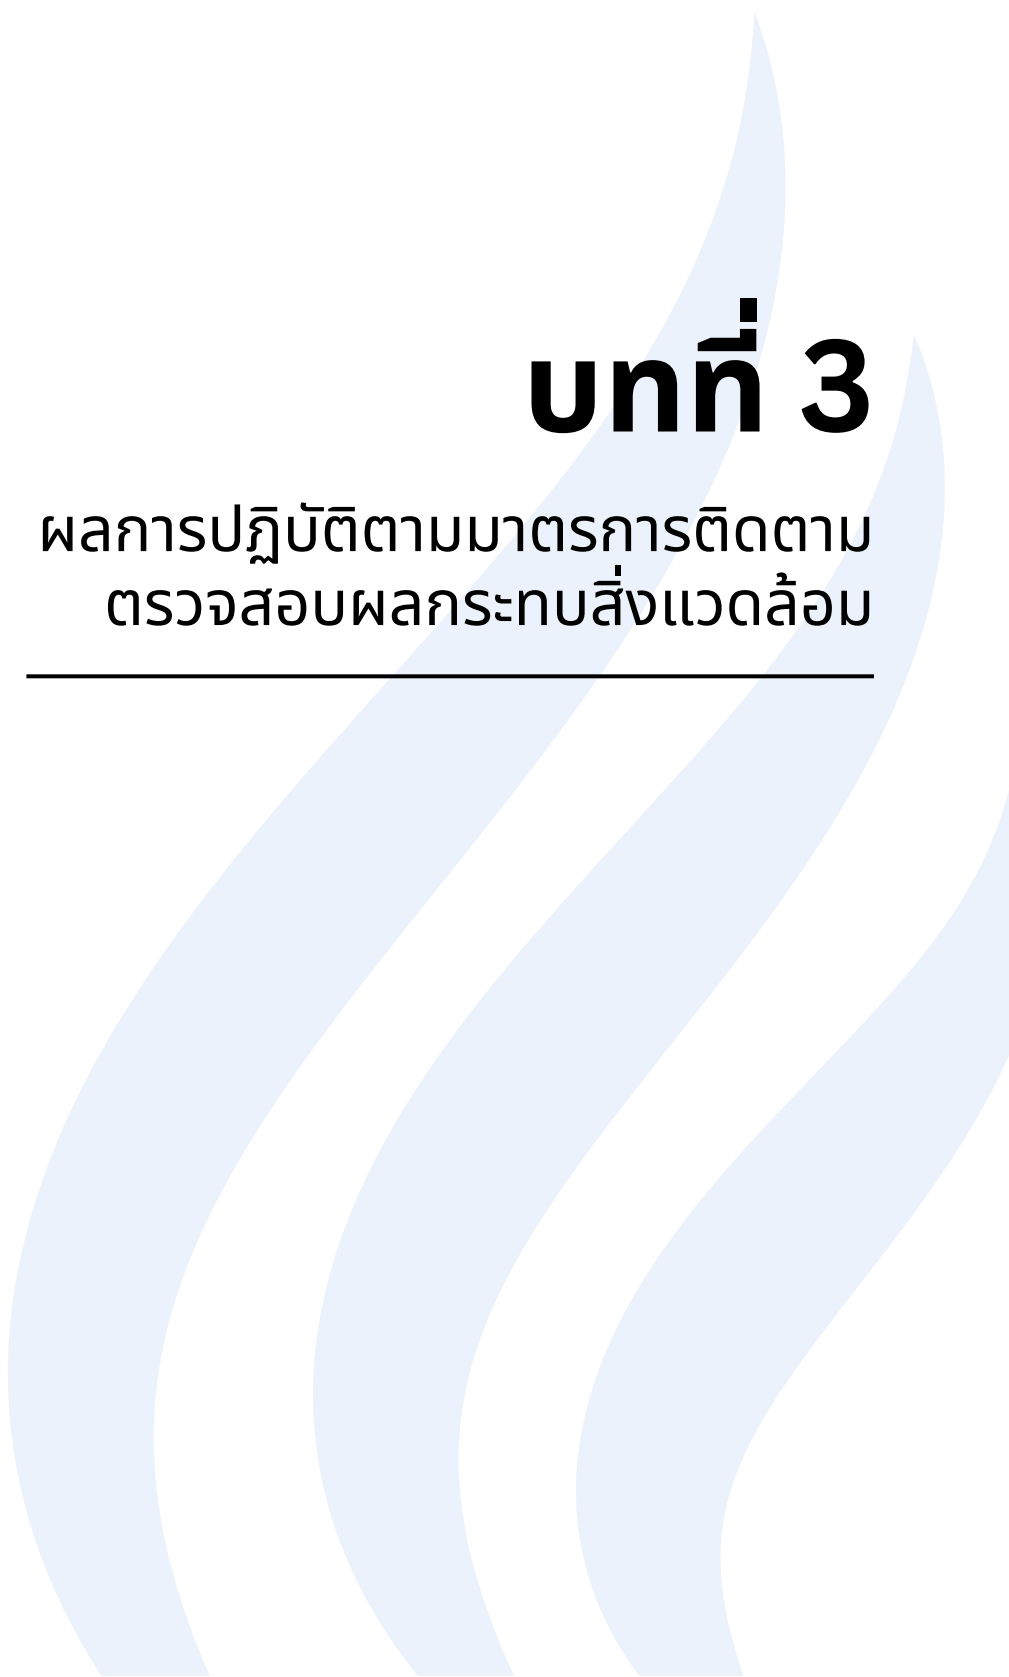 บทที่ 3
ผลการปฏิบัติตามมาตรการติดตาม
ตรวจสอบผลกระทบสิ่งแวดล้อม